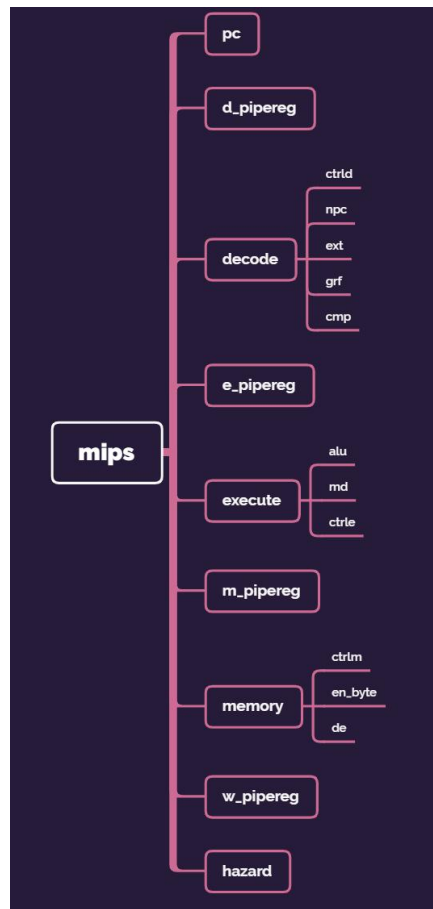 mips
pc
d_pipereg
decode
ctrld
npc
ext
grf
cmp
e_pipereg
execute
alu
md
ctrle
m_pipereg
memory
ctrlm
en_byte
de
w_pipereg
hazard